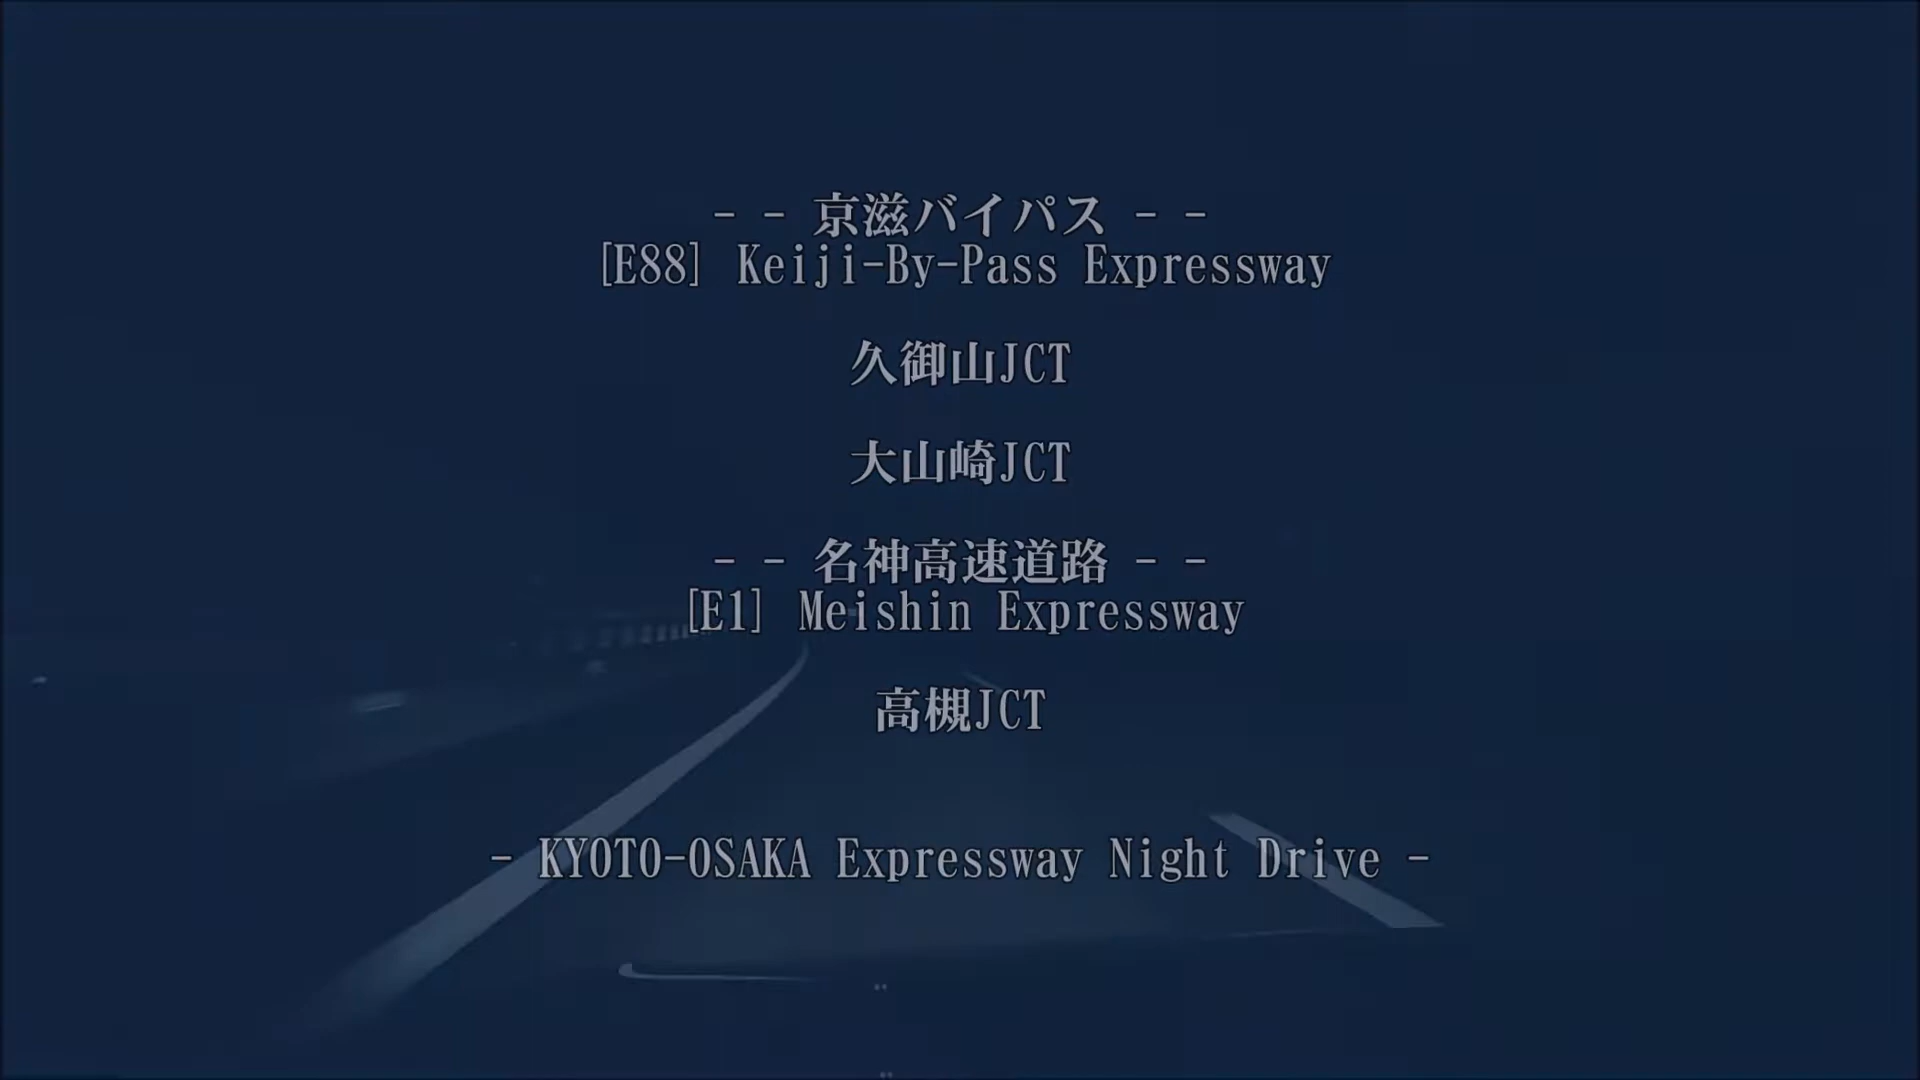 - - 京滋バイパス - -
[E88] Keiji-By-Pass Expressway
久御山JCT
大山崎JCT
- - 名神高速道路 - -
[E1] Meishin Expressway
高槻JCT
- KYOTO-OSAKA Expressway Night Drive -